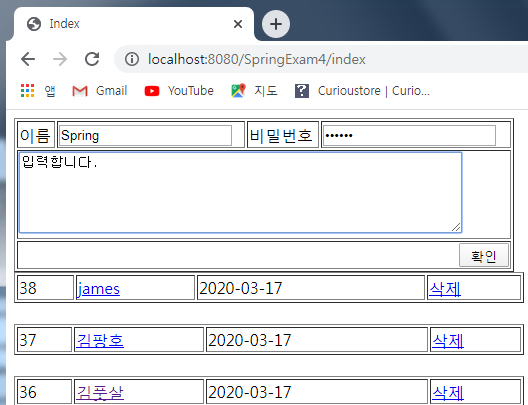 Index
localhost:8080/SpringExam4/index
앱 Gmail YouTube 지도 Curioustore | Curio...
이름 Spring 비밀번호 ••••••
입력합니다.
확인
38 james 2020-03-17 삭제
37 김팡호 2020-03-17 삭제
36 김풋살 2020-03-17 삭제